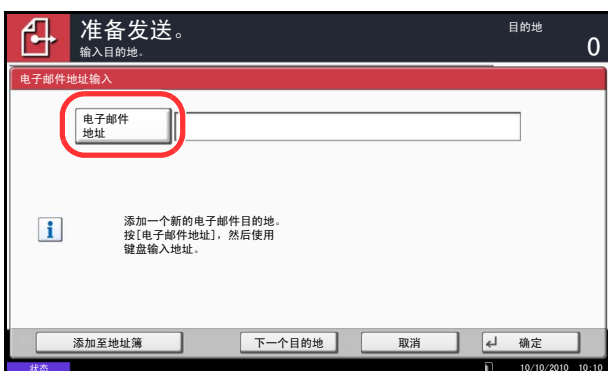 准备发送。
目的地
输入目的地。
0
电子邮件地址输入
电子邮件
地址
添加一个新的电子邮件目的地。
按[电子邮件地址]，然后使用
键盘输入地址。
添加至地址簿
下一个目的地
取消
确定
状态
10/10/2010 10:10